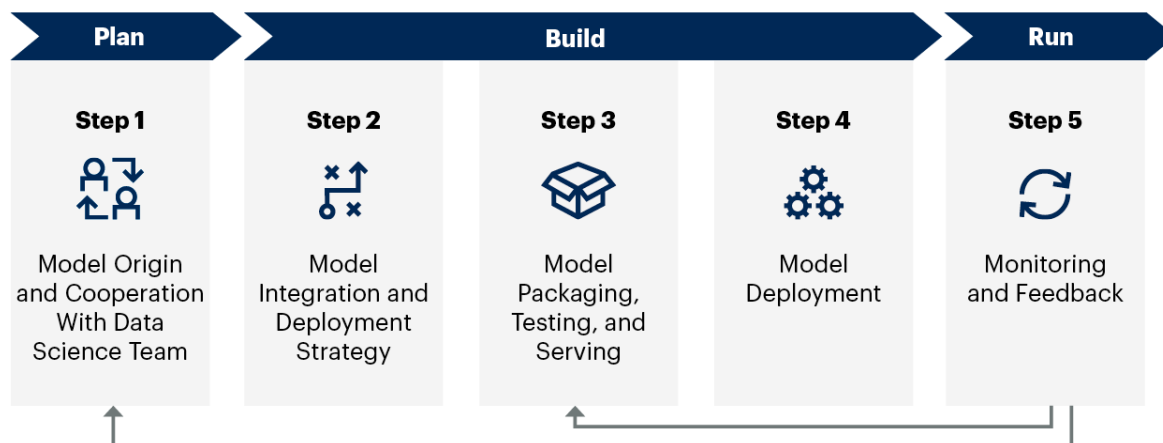 Plan
Build
Run
Step 1
Model Origin
and Cooperation
With Data
Science Team
Step 2
Model
Integration and
Deployment
Strategy
Step 3
Model
Packaging,
Testing, and
Serving
Step 4
Model
Deployment
Step 5
Monitoring
and Feedback